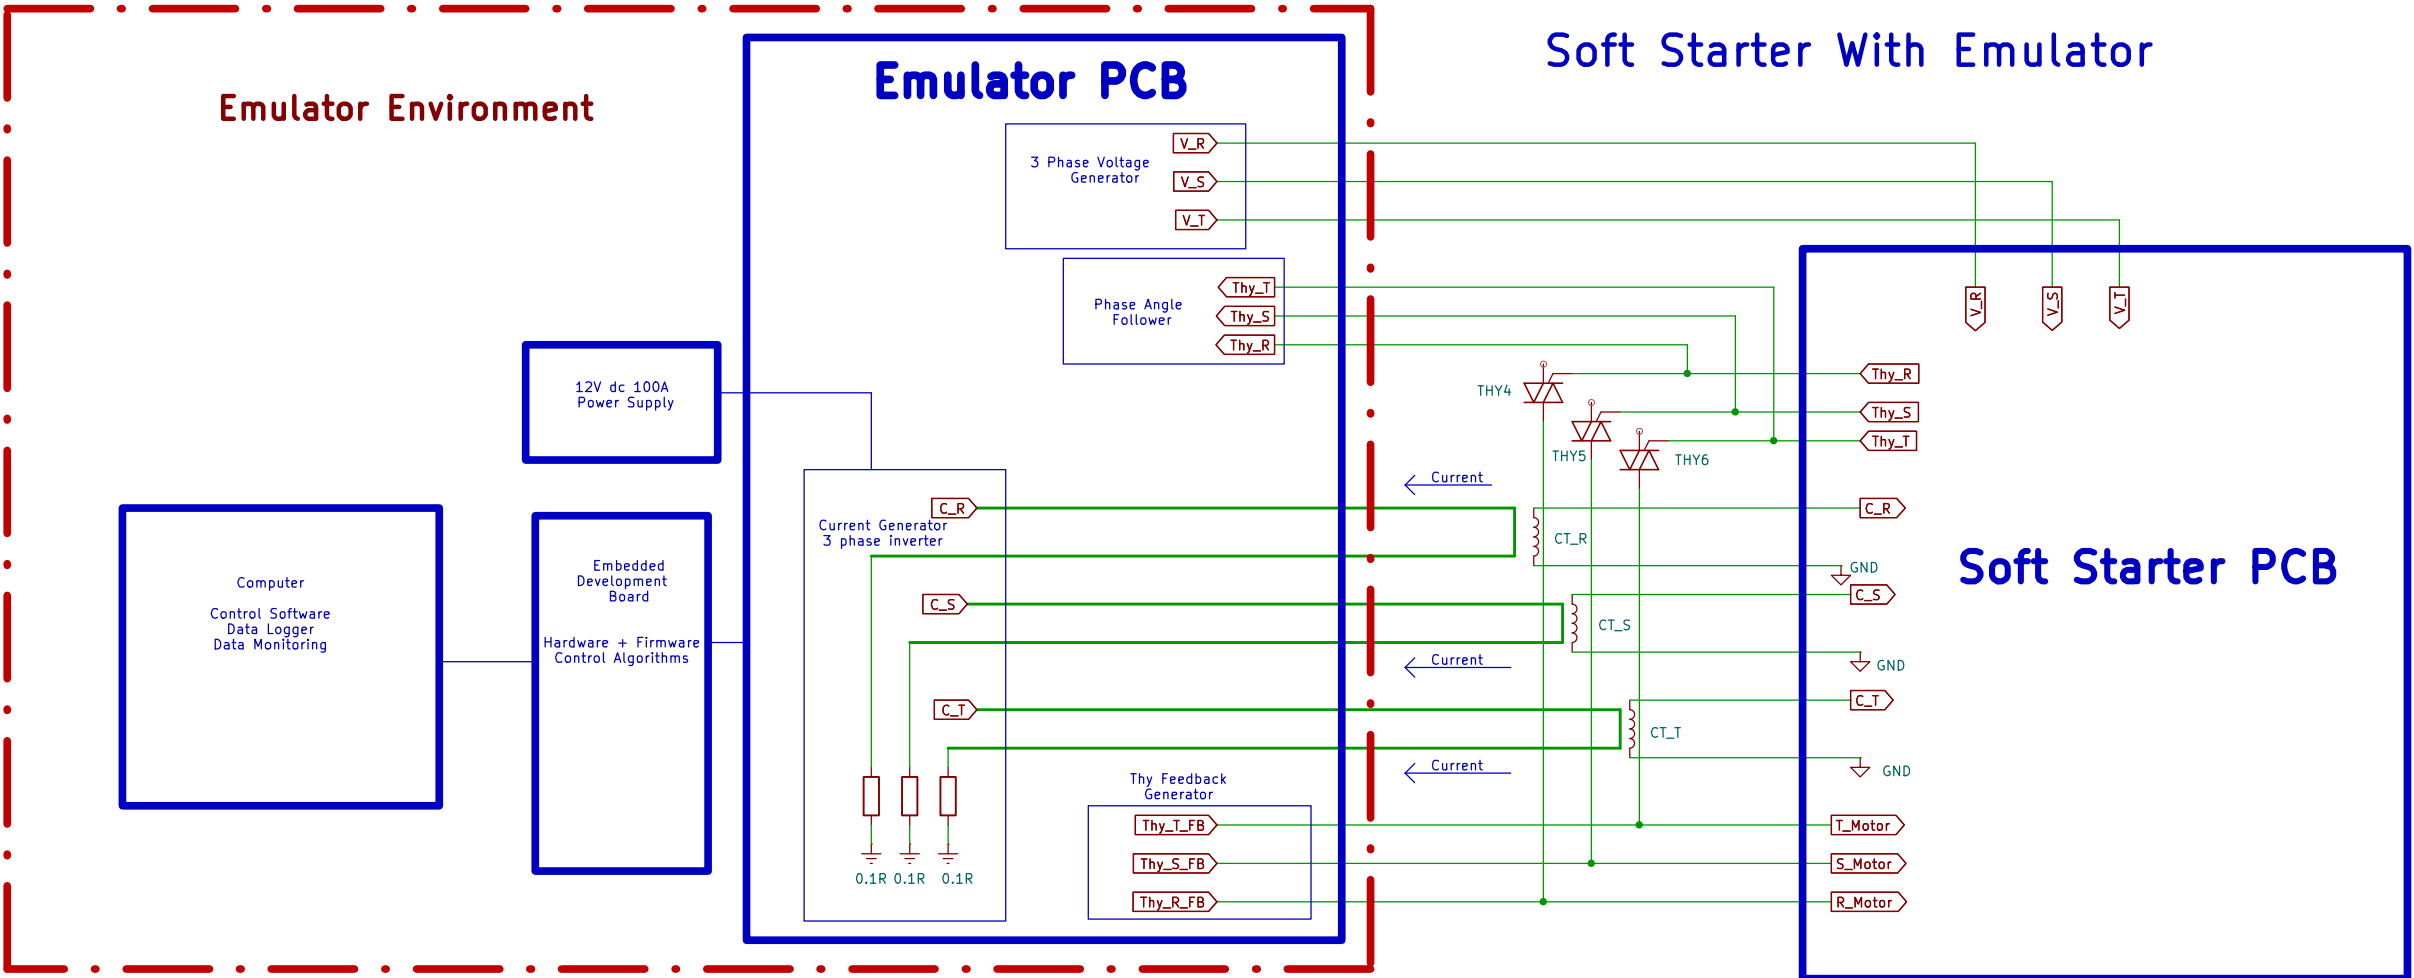 Soft Starter With Emulator
Emulator Environment
Emulator PCB
3 Phase Voltage
Generator
V_R
V_S
V_T
Phase Angle
Follower
Thy_T
Thy_S
Thy_R
12V dc 100A
Power Supply
Computer
Control Software
Data Logger
Data Monitoring
Embedded
Development
Board
Hardware + Firmware
Control Algorithms
Current Generator
3 phase inverter
C_R
C_S
C_T
0.1R 0.1R 0.1R
Thy Feedback
Generator
Thy_T_FB
Thy_S_FB
Thy_R_FB
THY4
THY5
THY6
Current
Current
Current
CT_R
CT_S
CT_T
Soft Starter PCB
V_R
V_S
V_T
Thy_R
Thy_S
Thy_T
C_R
GND
C_S
GND
C_T
GND
T_Motor
S_Motor
R_Motor